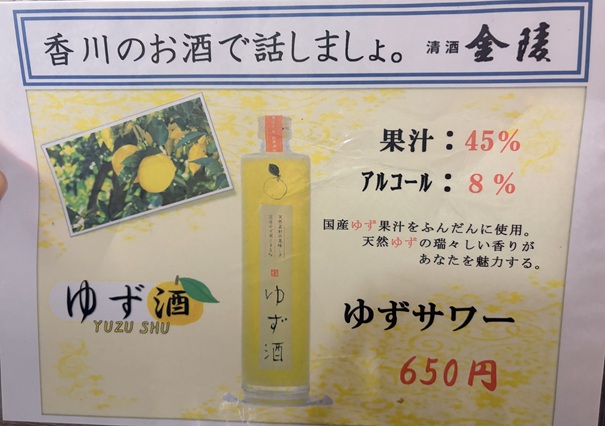 香川のお酒で話しましょ。 清酒 金陵
果汁：45%
アルコール：8%
国産ゆず果汁をふんだんに使用。
天然ゆずの瑞々しい香りが
あなたを魅力する。
ゆず酒
YUZU SHU
ゆず酒
ゆずサワー
650円